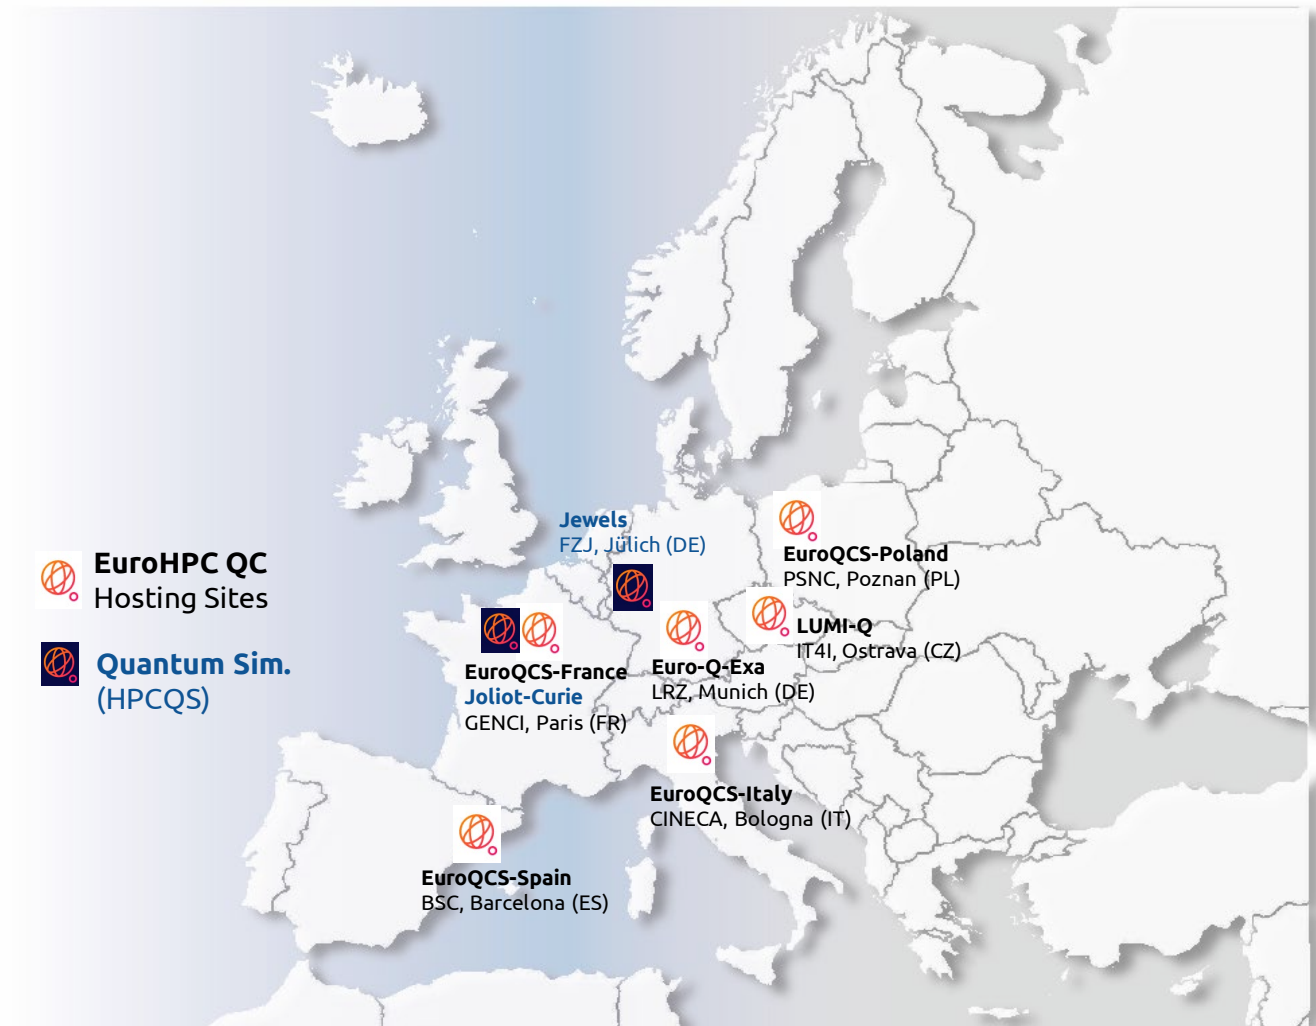 Jewels
FZJ, Jülich (DE)
EuroQCS-Poland
PSNC, Poznan (PL)
EuroHPC QC
Hosting Sites
LUMI-Q
IT4I, Ostrava (CZ)
Quantum Sim.
(HPCQS)
EuroQCS-France
Joliot-Curie
GENCI, Paris (FR)
Euro-Q-Exa
LRZ, Munich (DE)
EuroQCS-Italy
CINECA, Bologna (IT)
EuroQCS-Spain
BSC, Barcelona (ES)